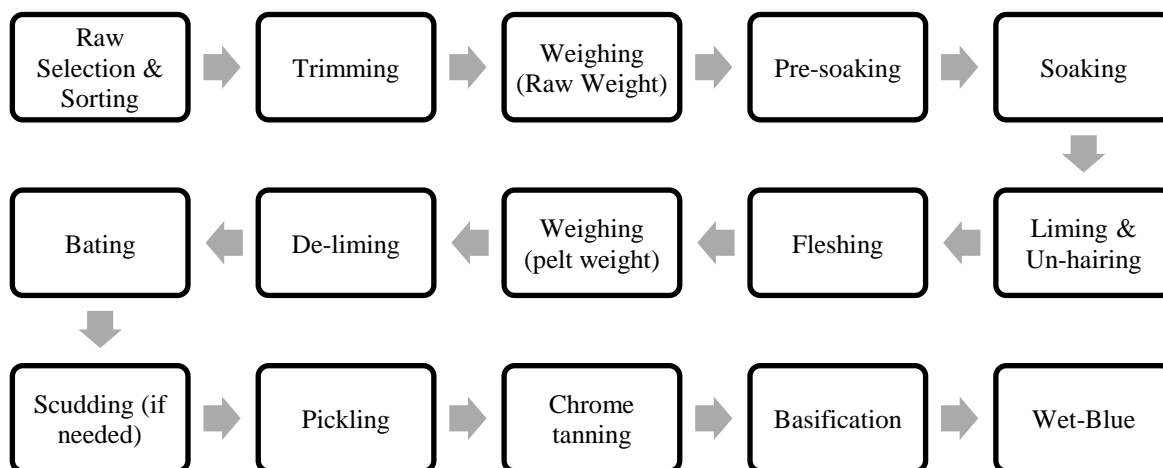 Raw
Selection &
Sorting
Trimming
Weighing
(Raw Weight)
Pre-soaking
Soaking
Liming &
Un-hairing
Fleshing
Weighing
(pelt weight)
De-liming
Bating
Scudding (if
needed)
Pickling
Chrome
tanning
Basification
Wet-Blue